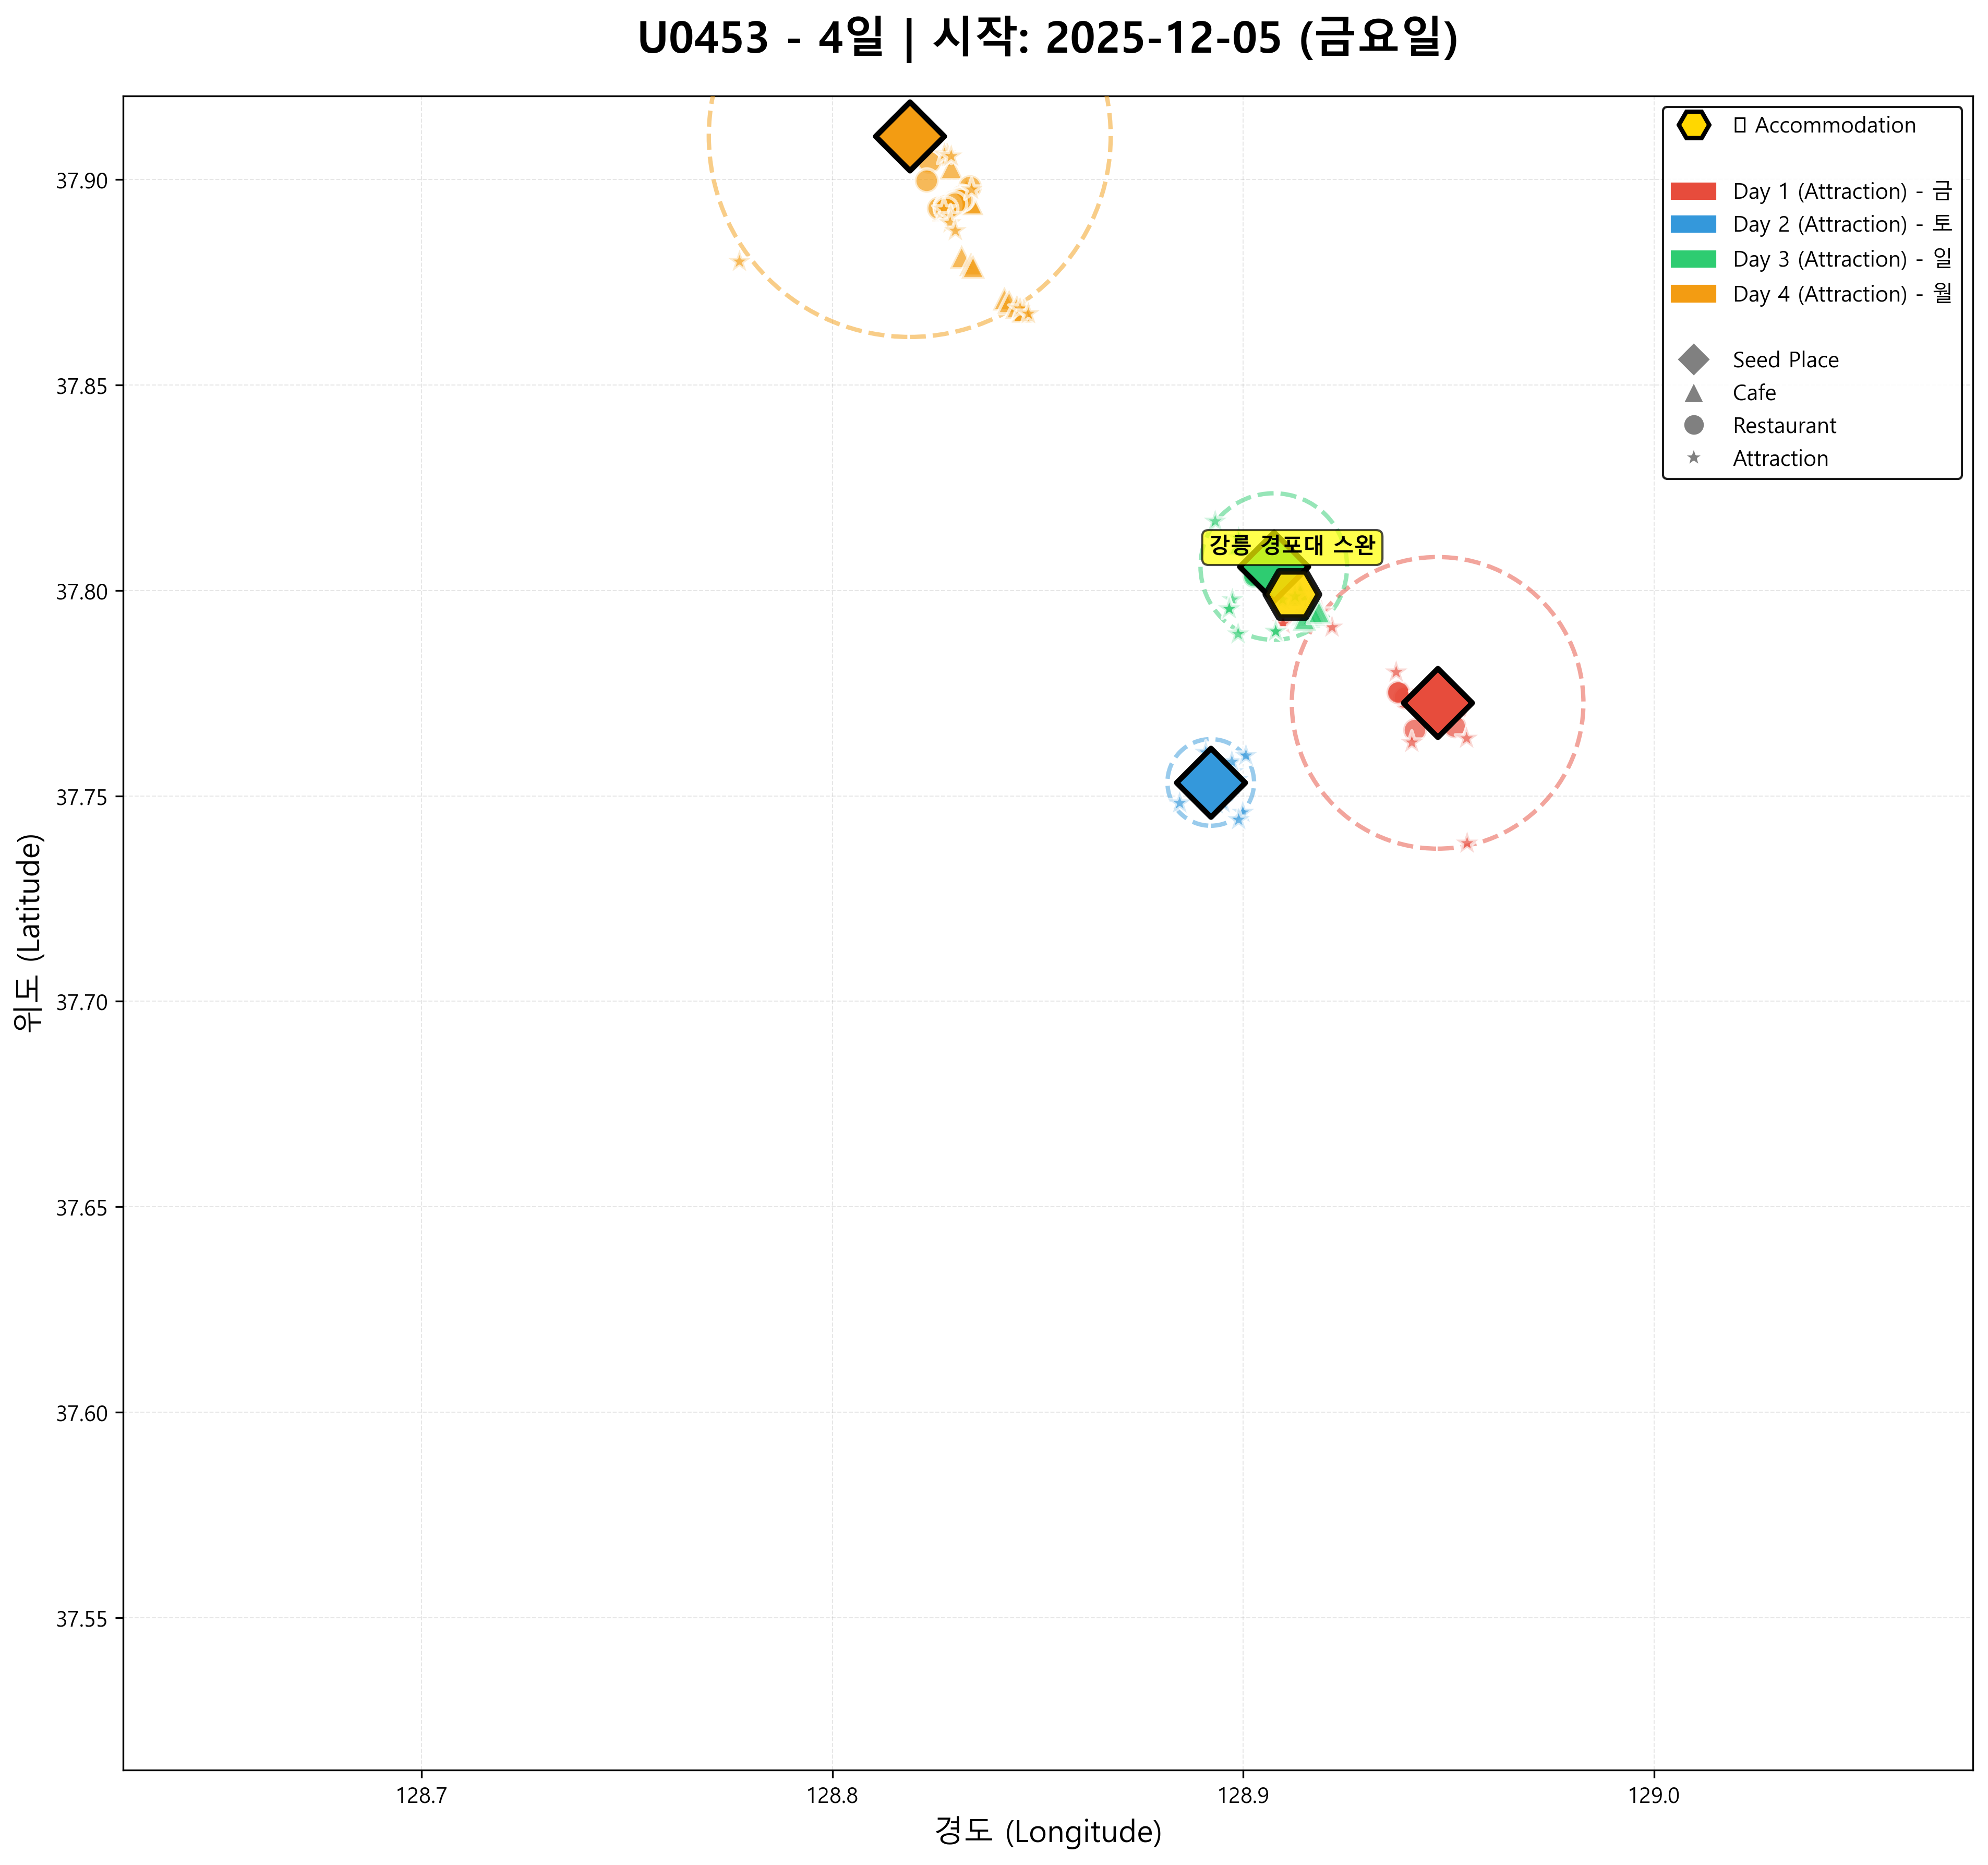 U0453 - 4일 | 시작: 2025-12-05 (금요일)
Accommodation
Day 1 (Attraction) - 금
Day 2 (Attraction) - 토
Day 3 (Attraction) - 일
Day 4 (Attraction) - 월
Seed Place
Cafe
Restaurant
Attraction
강릉 경포대 스완
37.90
37.85
37.80
37.75
37.70
37.65
37.60
37.55
위도 (Latitude)
128.7
128.8
128.9
129.0
경도 (Longitude)